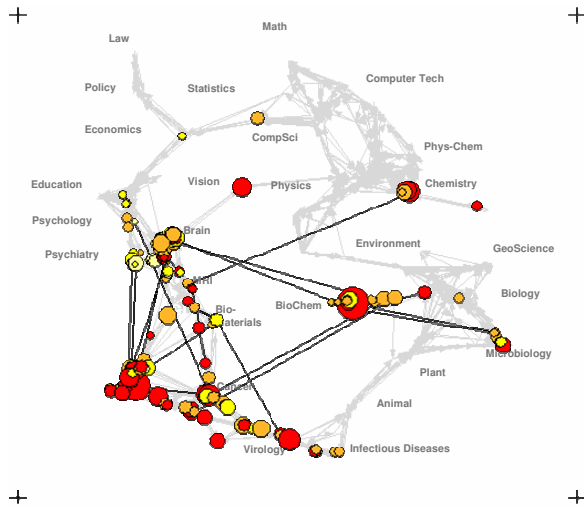 Math
Law
Computer Tech
Policy
Statistics
Economics
CompSci
Phys-Chem
Education
Vision
Physics
Chemistry
Psychology
Brain
Environment
GeoScience
Psychiatry
MRI
Biology
BioChem
Bio-
Materials
Microbiology
Plant
Cancer
Animal
Virology
Infectious Diseases